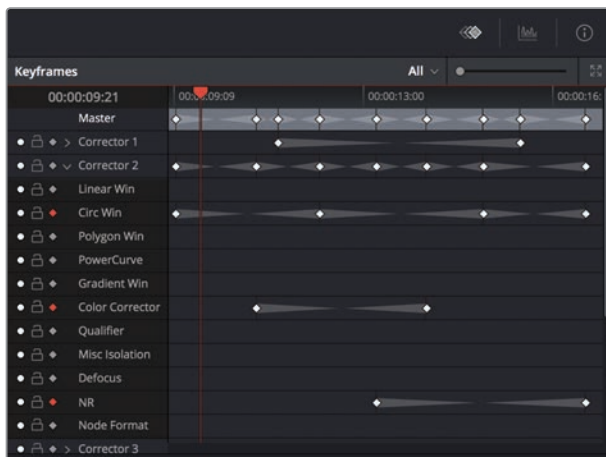 Keyframes All
00:00:09:21 00:00:09:09 00:00:13:00 00:00:16:
Master
Corrector 1
Corrector 2
Linear Win
Circ Win
Polygon Win
PowerCurve
Gradient Win
Color Corrector
Qualifier
Misc Isolation
Defocus
NR
Node Format
Corrector 3